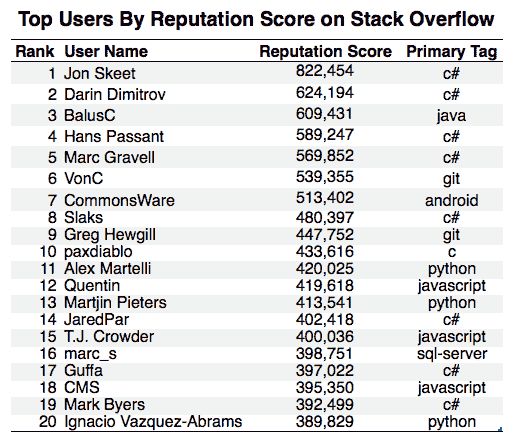 Top Users By Reputation Score on Stack Overflow
Rank User Name Reputation Score Primary Tag
1 Jon Skeet 822,454 c#
2 Darin Dimitrov 624,194 c#
3 BalusC 609,431 java
4 Hans Passant 589,247 c#
5 Marc Gravell 569,852 c#
6 VonC 539,355 git
7 CommonsWare 513,402 android
8 Slaks 480,397 c#
9 Greg Hewgill 447,752 git
10 paxdiablo 433,616 c
11 Alex Martelli 420,025 python
12 Quentin 419,618 javascript
13 Martjin Pieters 413,541 python
14 JaredPar 402,418 c#
15 T.J. Crowder 400,036 javascript
16 marc_s 398,751 sql-server
17 Guffa 397,022 c#
18 CMS 395,350 javascript
19 Mark Byers 392,499 c#
20 Ignacio Vazquez-Abrams 389,829 python